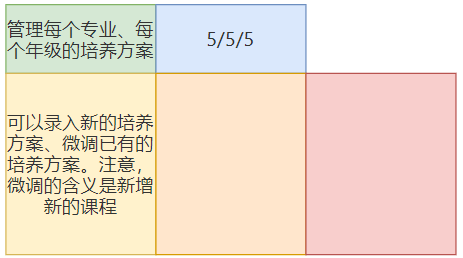 管理每个专业、每
个年级的培养方案
5/5/5
可以录入新的培养
方案、微调已有的
培养方案。注意，
微调的含义是新增
新的课程